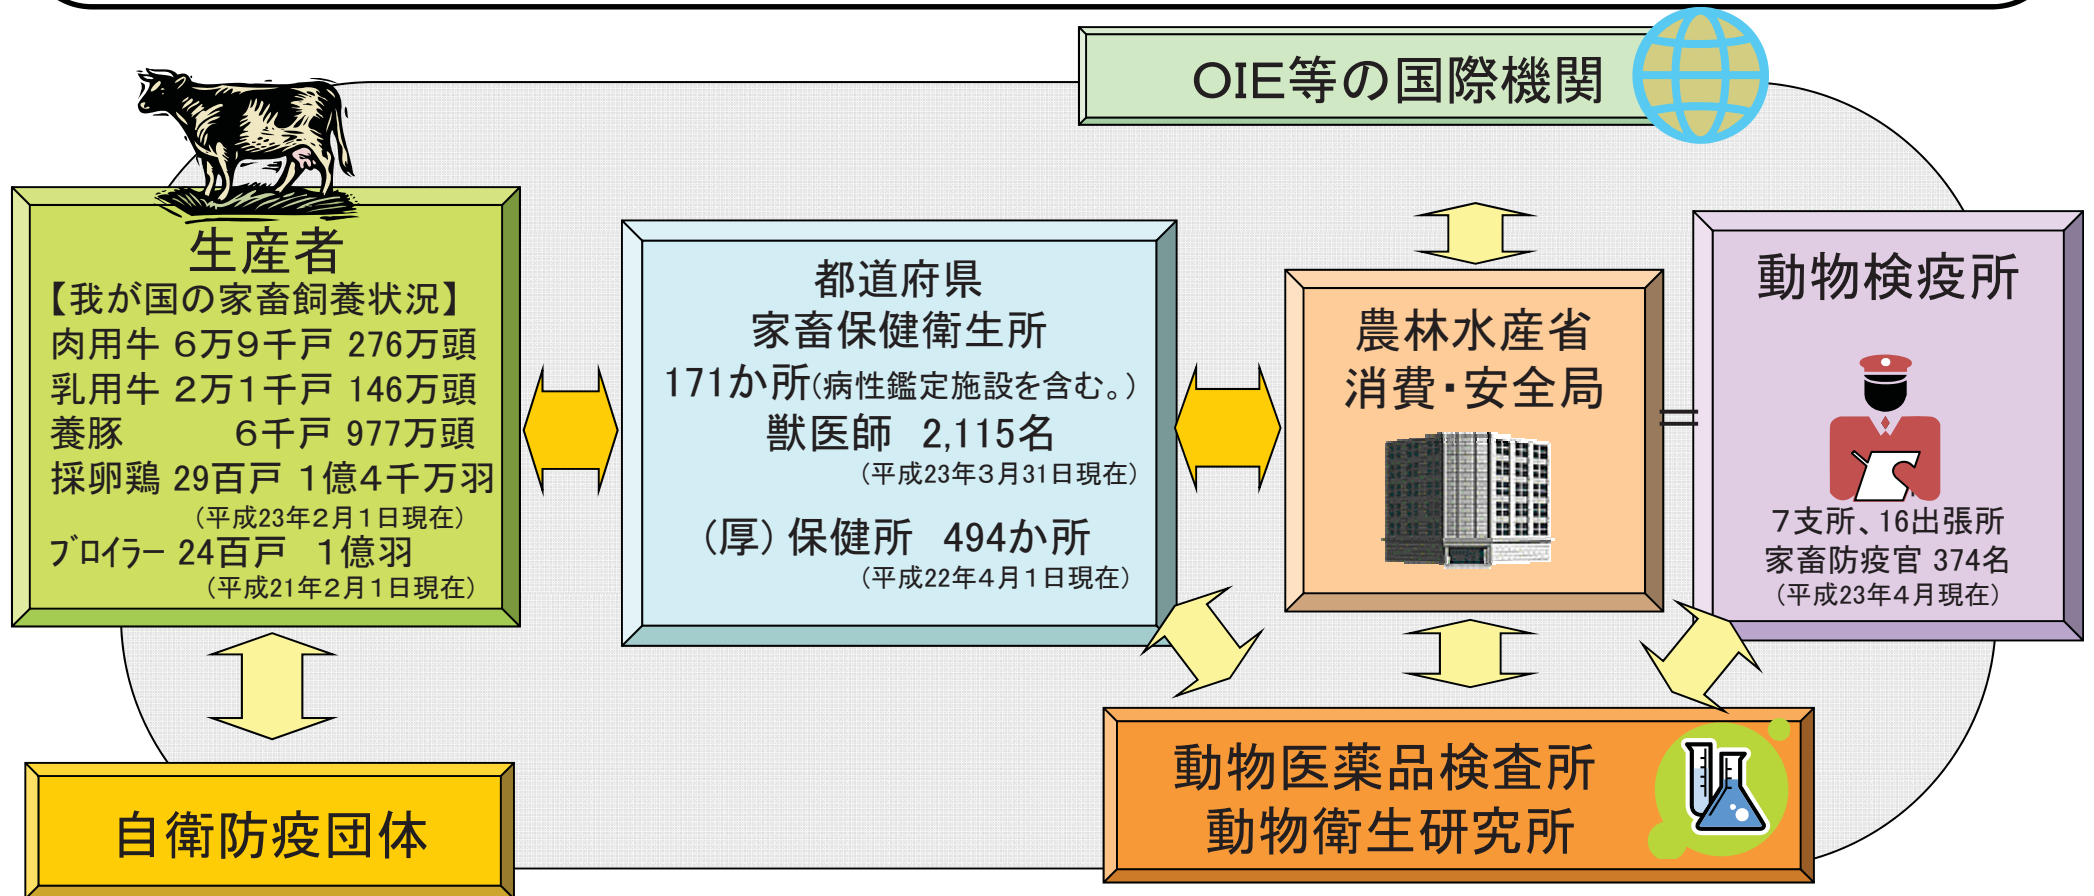 OIE等の国際機関
生産者
【我が国の家畜飼養状況】
肉用牛 6万9千戸 276万頭
乳用牛 2万1千戸 146万頭
養豚 6千戸 977万頭
採卵鶏 29百戸 1億4千万羽
(平成23年2月1日現在)
ブロイラー 24百戸 1億羽
(平成21年2月1日現在)
都道府県
家畜保健衛生所
171か所(病性鑑定施設を含む。)
獣医師 2,115名
(平成23年3月31日現在)
(厚)保健所 494か所
(平成22年4月1日現在)
農林水産省
消費・安全局
=
動物検疫所
7支所、16出張所
家畜防疫官 374名
(平成23年4月現在)
自衛防疫団体
動物医薬品検査所
動物衛生研究所